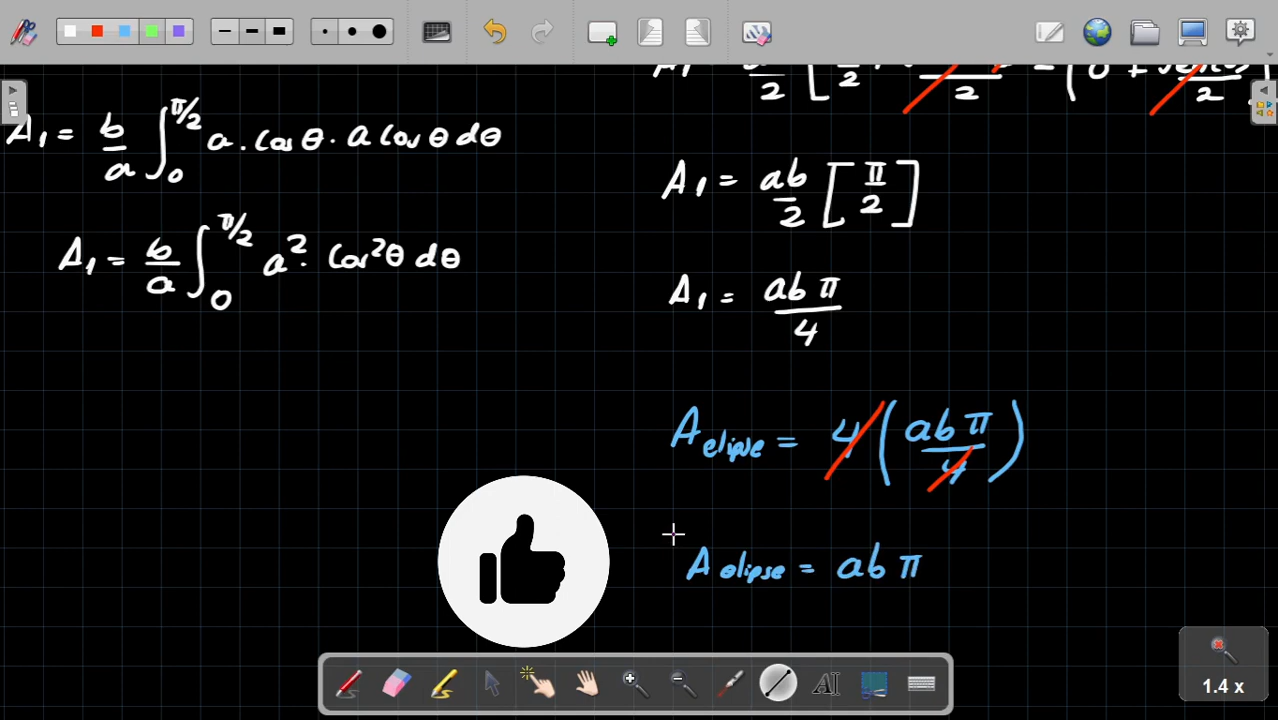 A₁ = b/a ∫₀^(π/2) a · Cos θ · a Cos θ dθ
A₁ = b/a ∫₀^(π/2) a² · Cos²θ dθ
A₁ = ab/2 [π/2]
A₁ = abπ/4
A elipse = 4 (abπ/4)
A elipse = abπ
1.4 x